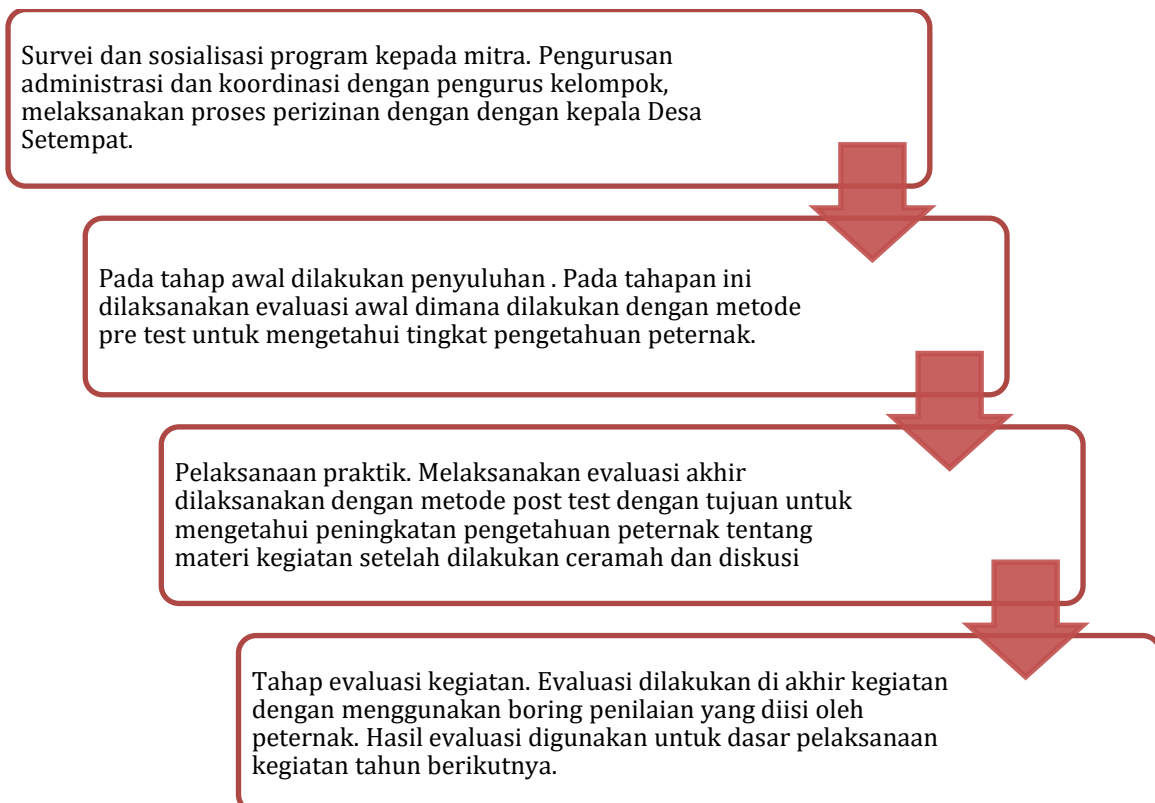 Survei dan sosialisasi program kepada mitra. Pengurusan
administrasi dan koordinasi dengan pengurus kelompok,
melaksanakan proses perizinan dengan dengan kepala Desa
Setempat.
Pada tahap awal dilakukan penyuluhan . Pada tahapan ini
dilaksanakan evaluasi awal dimana dilakukan dengan metode
pre test untuk mengetahui tingkat pengetahuan peternak.
Pelaksanaan praktik. Melaksanakan evaluasi akhir
dilaksanakan dengan metode post test dengan tujuan untuk
mengetahui peningkatan pengetahuan peternak tentang
materi kegiatan setelah dilakukan ceramah dan diskusi
Tahap evaluasi kegiatan. Evaluasi dilakukan di akhir kegiatan
dengan menggunakan boring penilaian yang diisi oleh
peternak. Hasil evaluasi digunakan untuk dasar pelaksanaan
kegiatan tahun berikutnya.